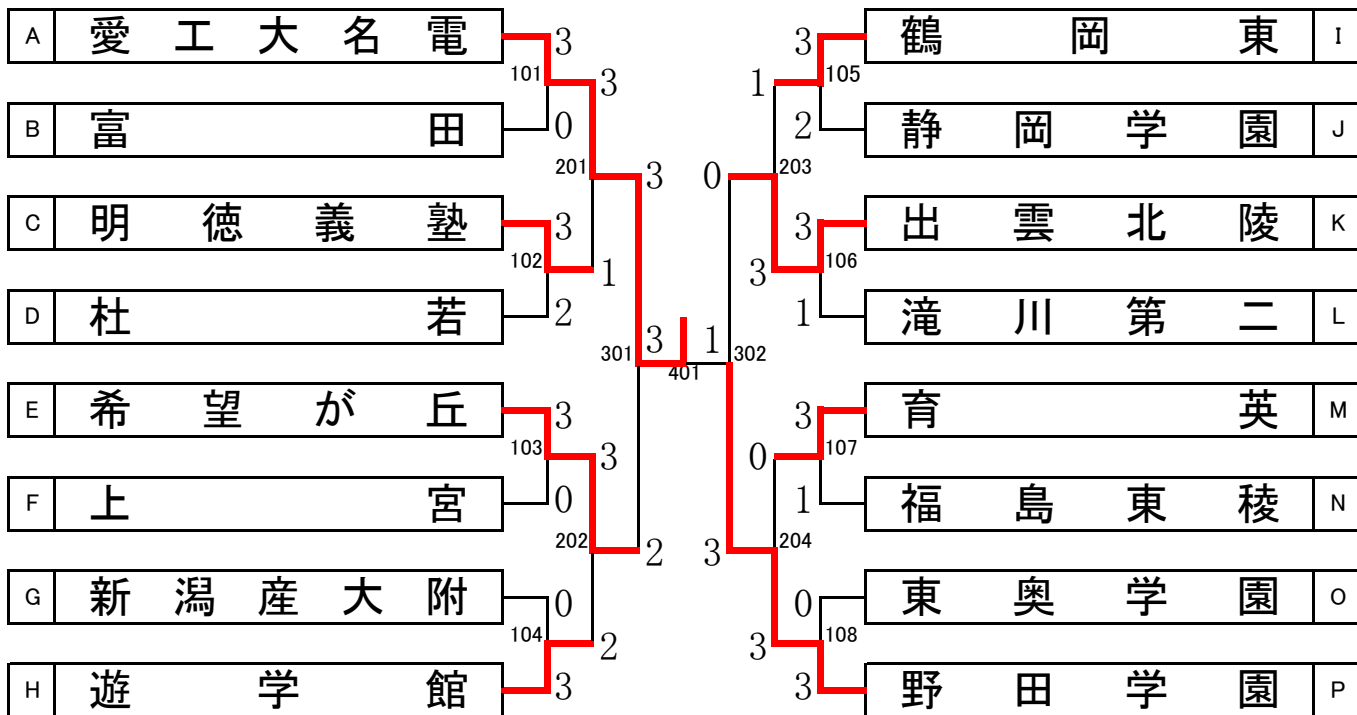 A 愛工大名電 3 3 鶴岡東 I
101 3 1 105
B 富田 0 2 静岡学園 J
201 3 0 203
C 明徳義塾 3 3 出雲北陵 K
102 1 3 106
D 杜若 2 1 滝川第二 L
301 3 401 1 302
E 希望が丘 3 3 育英 M
103 3 0 107
F 上宮 0 1 福島東稜 N
202 2 3 204
G 新潟産大附 0 0 東奥学園 O
104 2 3 108
H 遊学館 3 3 野田学園 P